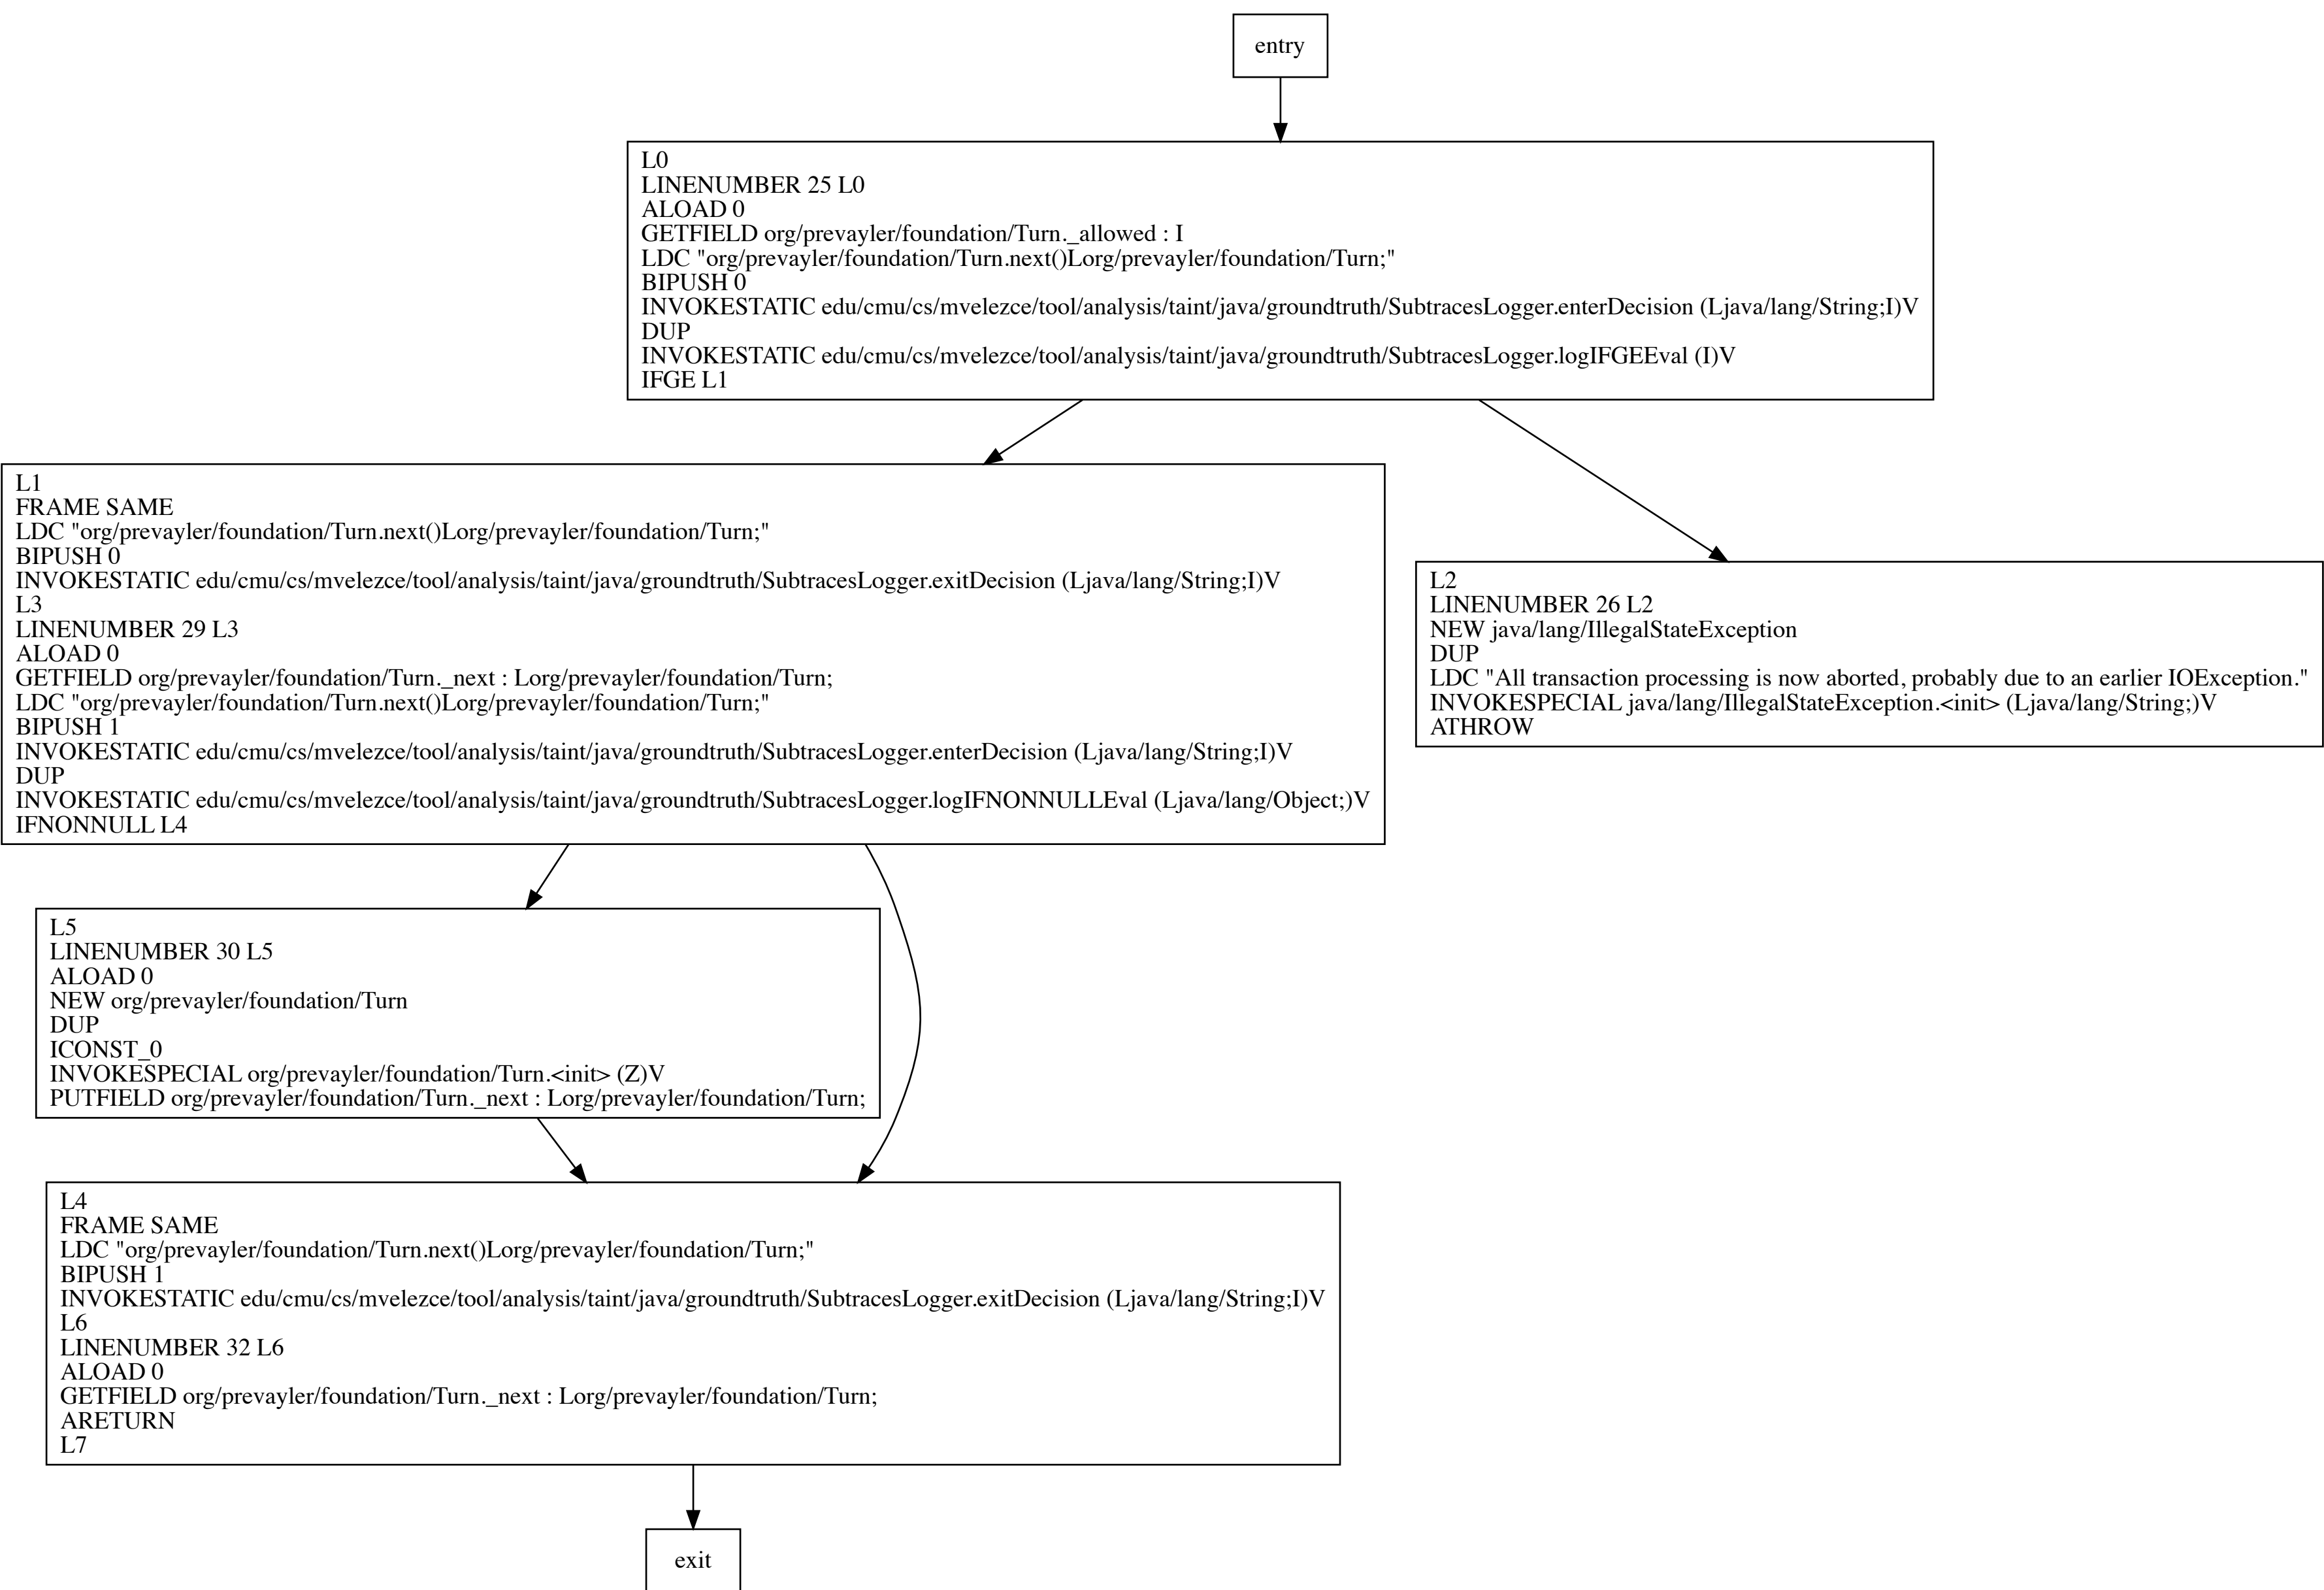 entry
L0
LINENUMBER 25 L0
ALOAD 0
GETFIELD org/prevayler/foundation/Turn._allowed : I
LDC "org/prevayler/foundation/Turn.next()Lorg/prevayler/foundation/Turn;"
BIPUSH 0
INVOKESTATIC edu/cmu/cs/mvelezce/tool/analysis/taint/java/groundtruth/SubtracesLogger.enterDecision (Ljava/lang/String;I)V
DUP
INVOKESTATIC edu/cmu/cs/mvelezce/tool/analysis/taint/java/groundtruth/SubtracesLogger.logIFGEEval (I)V
IFGE L1
L1
FRAME SAME
LDC "org/prevayler/foundation/Turn.next()Lorg/prevayler/foundation/Turn;"
BIPUSH 0
INVOKESTATIC edu/cmu/cs/mvelezce/tool/analysis/taint/java/groundtruth/SubtracesLogger.exitDecision (Ljava/lang/String;I)V
L3
LINENUMBER 29 L3
ALOAD 0
GETFIELD org/prevayler/foundation/Turn._next : Lorg/prevayler/foundation/Turn;
LDC "org/prevayler/foundation/Turn.next()Lorg/prevayler/foundation/Turn;"
BIPUSH 1
INVOKESTATIC edu/cmu/cs/mvelezce/tool/analysis/taint/java/groundtruth/SubtracesLogger.enterDecision (Ljava/lang/String;I)V
DUP
INVOKESTATIC edu/cmu/cs/mvelezce/tool/analysis/taint/java/groundtruth/SubtracesLogger.logIFNONNULLEval (Ljava/lang/Object;)V
IFNONNULL L4
L2
LINENUMBER 26 L2
NEW java/lang/IllegalStateException
DUP
LDC "All transaction processing is now aborted, probably due to an earlier IOException."
INVOKESPECIAL java/lang/IllegalStateException.<init> (Ljava/lang/String;)V
ATHROW
L5
LINENUMBER 30 L5
ALOAD 0
NEW org/prevayler/foundation/Turn
DUP
ICONST_0
INVOKESPECIAL org/prevayler/foundation/Turn.<init> (Z)V
PUTFIELD org/prevayler/foundation/Turn._next : Lorg/prevayler/foundation/Turn;
L4
FRAME SAME
LDC "org/prevayler/foundation/Turn.next()Lorg/prevayler/foundation/Turn;"
BIPUSH 1
INVOKESTATIC edu/cmu/cs/mvelezce/tool/analysis/taint/java/groundtruth/SubtracesLogger.exitDecision (Ljava/lang/String;I)V
L6
LINENUMBER 32 L6
ALOAD 0
GETFIELD org/prevayler/foundation/Turn._next : Lorg/prevayler/foundation/Turn;
ARETURN
L7
exit